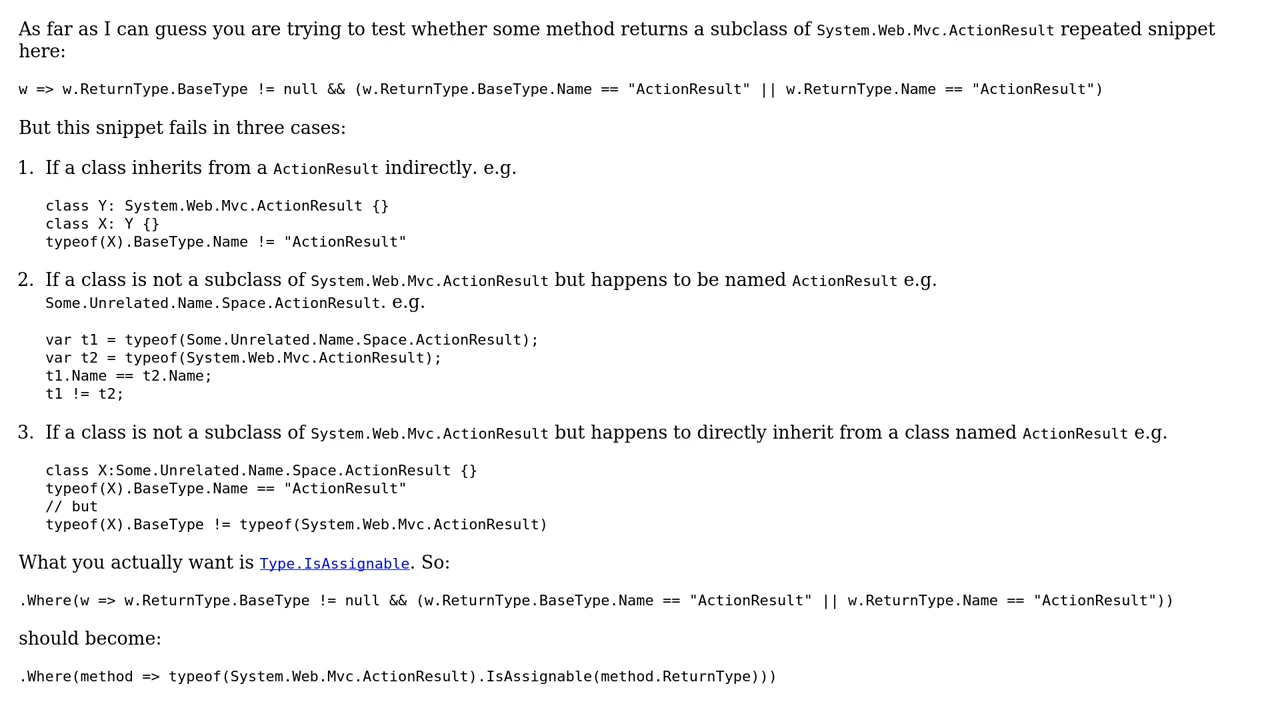 As far as I can guess you are trying to test whether some method returns a subclass of System.Web.Mvc.ActionResult repeated snippet
here:
w => w.ReturnType.BaseType != null && (w.ReturnType.BaseType.Name == "ActionResult" || w.ReturnType.Name == "ActionResult")
But this snippet fails in three cases:
1. If a class inherits from a ActionResult indirectly. e.g.
class Y: System.Web.Mvc.ActionResult {}
class X: Y {}
typeof(X).BaseType.Name != "ActionResult"
2. If a class is not a subclass of System.Web.Mvc.ActionResult but happens to be named ActionResult e.g.
Some.Unrelated.Name.Space.ActionResult. e.g.
var t1 = typeof(Some.Unrelated.Name.Space.ActionResult);
var t2 = typeof(System.Web.Mvc.ActionResult);
t1.Name == t2.Name;
t1 != t2;
3. If a class is not a subclass of System.Web.Mvc.ActionResult but happens to directly inherit from a class named ActionResult e.g.
class X:Some.Unrelated.Name.Space.ActionResult {}
typeof(X).BaseType.Name == "ActionResult"
// but
typeof(X).BaseType != typeof(System.Web.Mvc.ActionResult)
What you actually want is Type.IsAssignable. So:
.Where(w => w.ReturnType.BaseType != null && (w.ReturnType.BaseType.Name == "ActionResult" || w.ReturnType.Name == "ActionResult"))
should become:
.Where(method => typeof(System.Web.Mvc.ActionResult).IsAssignable(method.ReturnType)))